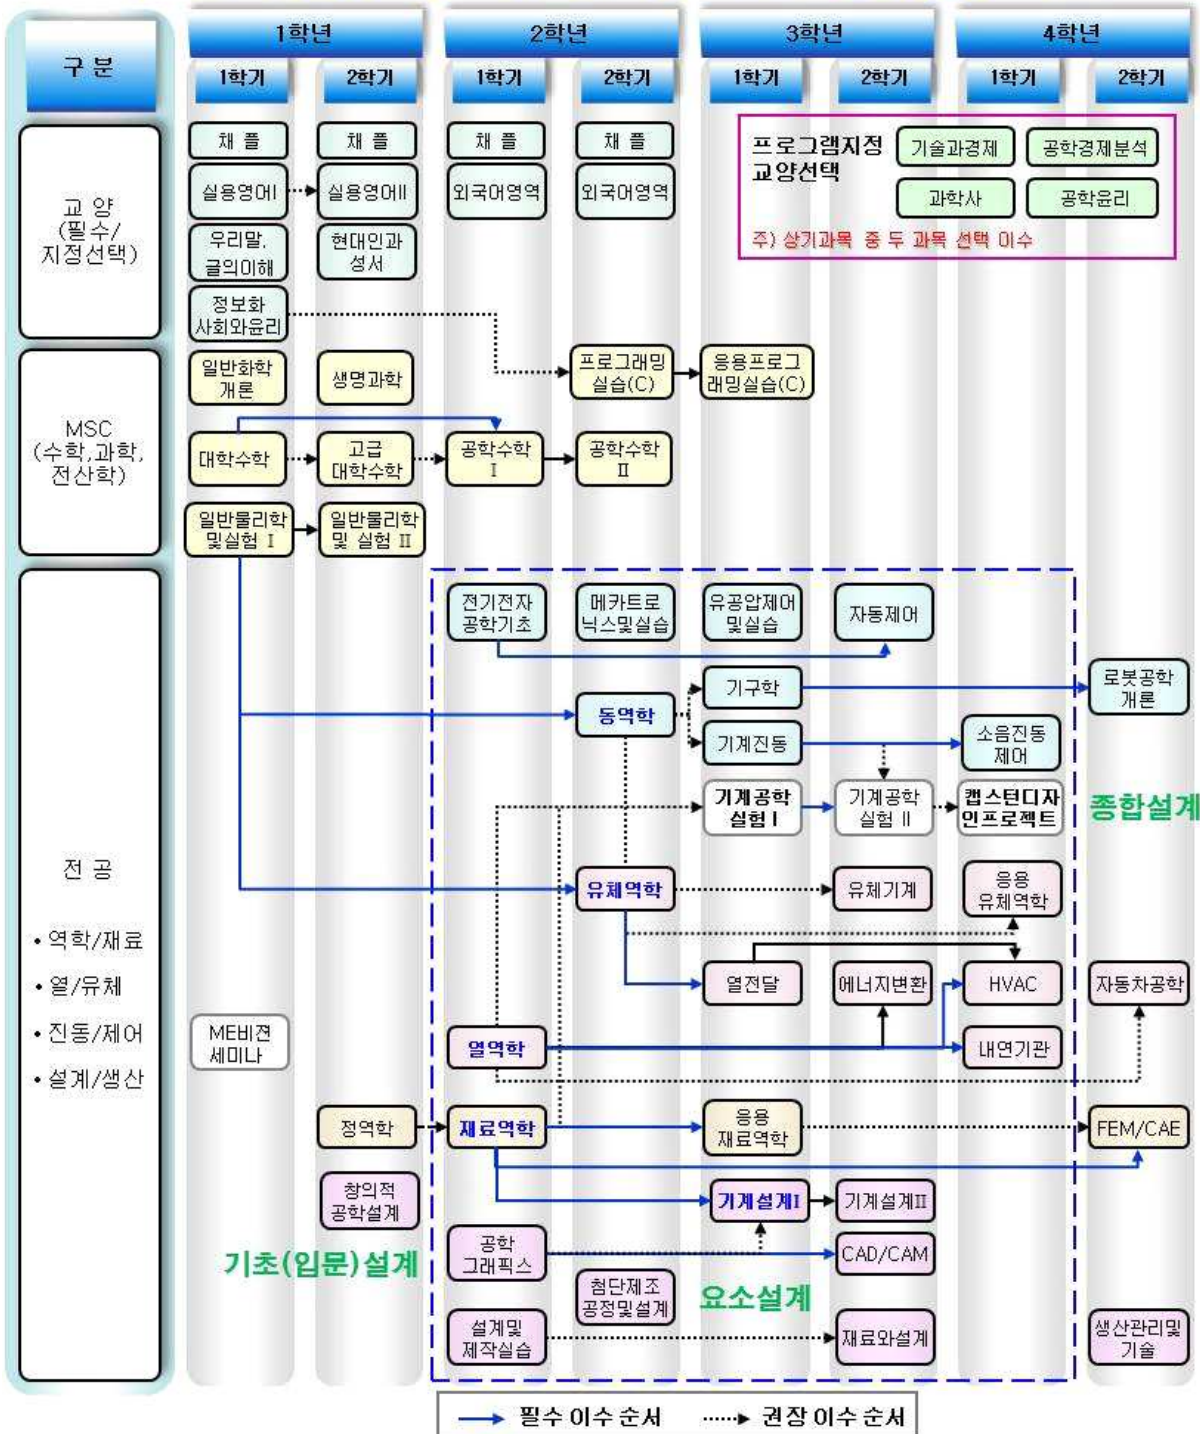 구 분
1학년
2학년
3학년
4학년
1학기
2학기
1학기
2학기
1학기
2학기
1학기
2학기
교 양
(필수/
지정선택)
채 플
채 플
채 플
채 플
실용영어I
실용영어II
외국어영역
외국어영역
우리말,
글의이해
현대인과
성서
정보화
사회와윤리
프로그램지정
교양선택
기술과경제
공학경제분석
과학사
공학윤리
주) 상기과목 중 두 과목 선택 이수
MSC
(수학,과학,
전산학)
일반화학
개론
생명과학
프로그래밍
실습(C)
응용프로그
래밍실습(C)
대학수학
고급
대학수학
공학수학
I
공학수학
II
일반물리학
및실험 I
일반물리학
및 실험 II
전 공
• 역학/재료
• 열/유체
• 진동/제어
• 설계/생산
전기전자
공학기초
메카트로
닉스및실습
유공압제어
및실습
자동제어
동역학
기구학
로봇공학
개론
기계진동
소음진동
제어
기계공학
실험 I
기계공학
실험 II
캡스턴디자
인프로젝트
종합설계
유체역학
유체기계
응용
유체역학
열전달
에너지변환
HVAC
자동차공학
ME비젼
세미나
열역학
내연기관
정역학
재료역학
응용
재료역학
FEM/CAE
창의적
공학설계
기계설계I
기계설계II
기초(입문)설계
공학
그래픽스
CAD/CAM
첨단제조
공정및설계
요소설계
설계및
제작실습
재료와설계
생산관리및
기술
필수 이수 순서
권장 이수 순서